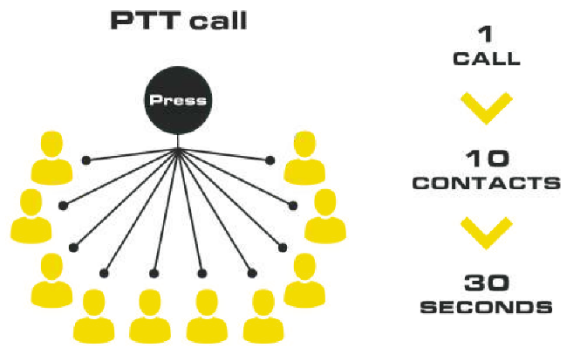 PTT call
Press
1
CALL
10
CONTACTS
30
SECONDS